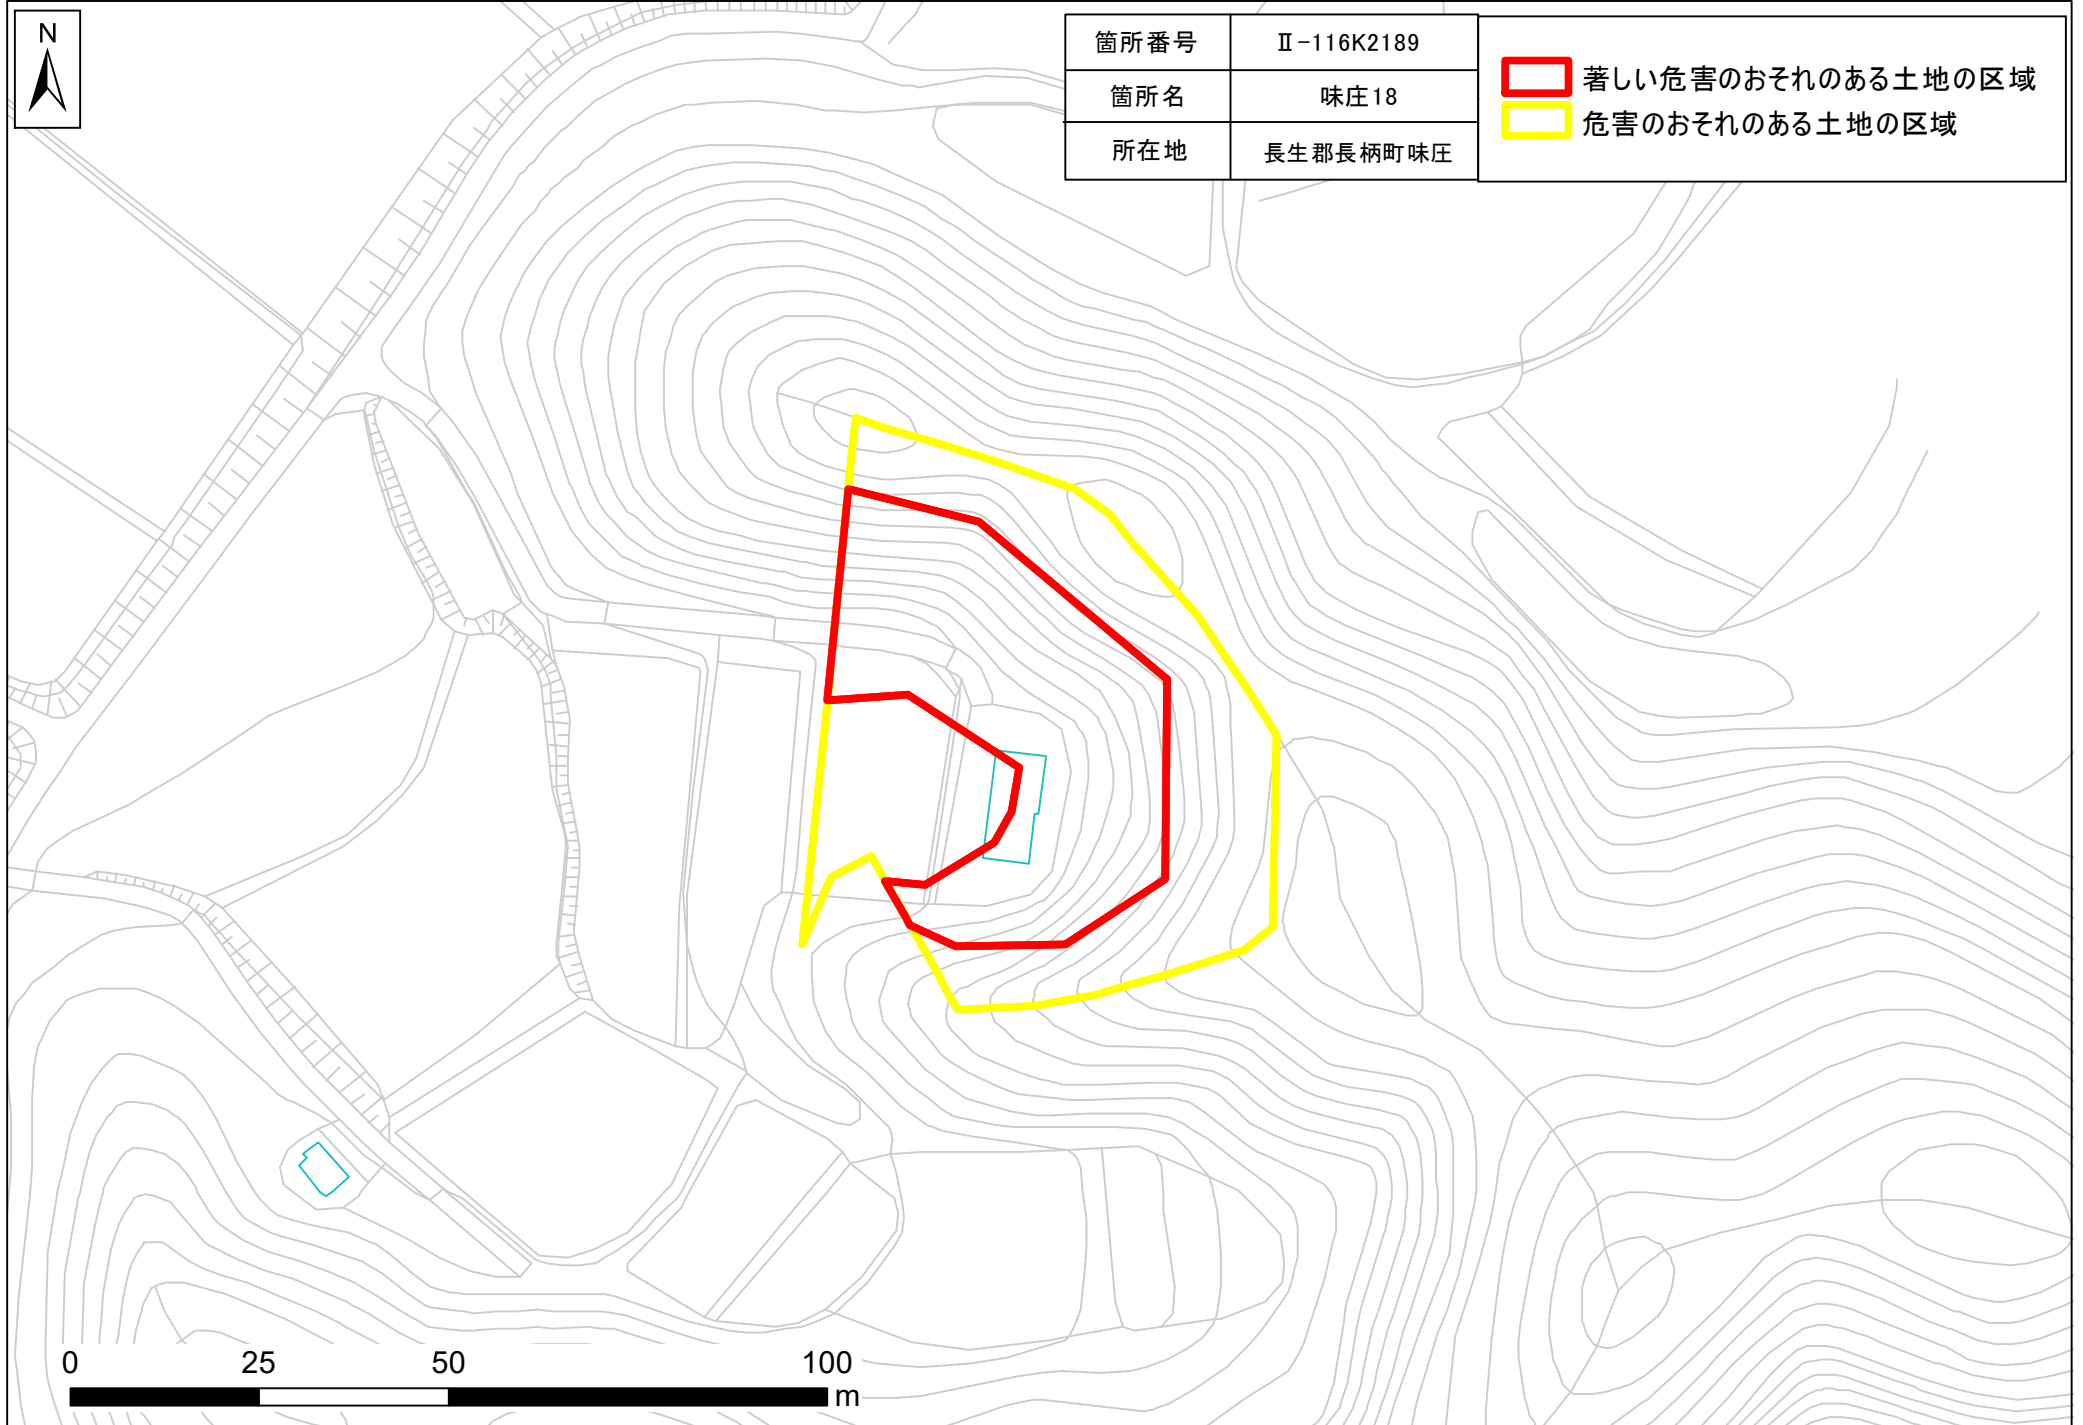 N
箇所番号 Ⅱ-116K2189
箇所名 味庄18
所在地 長生郡長柄町味圧
著しい危害のおそれのある土地の区域
危害のおそれのある土地の区域
0 25 50 100
m